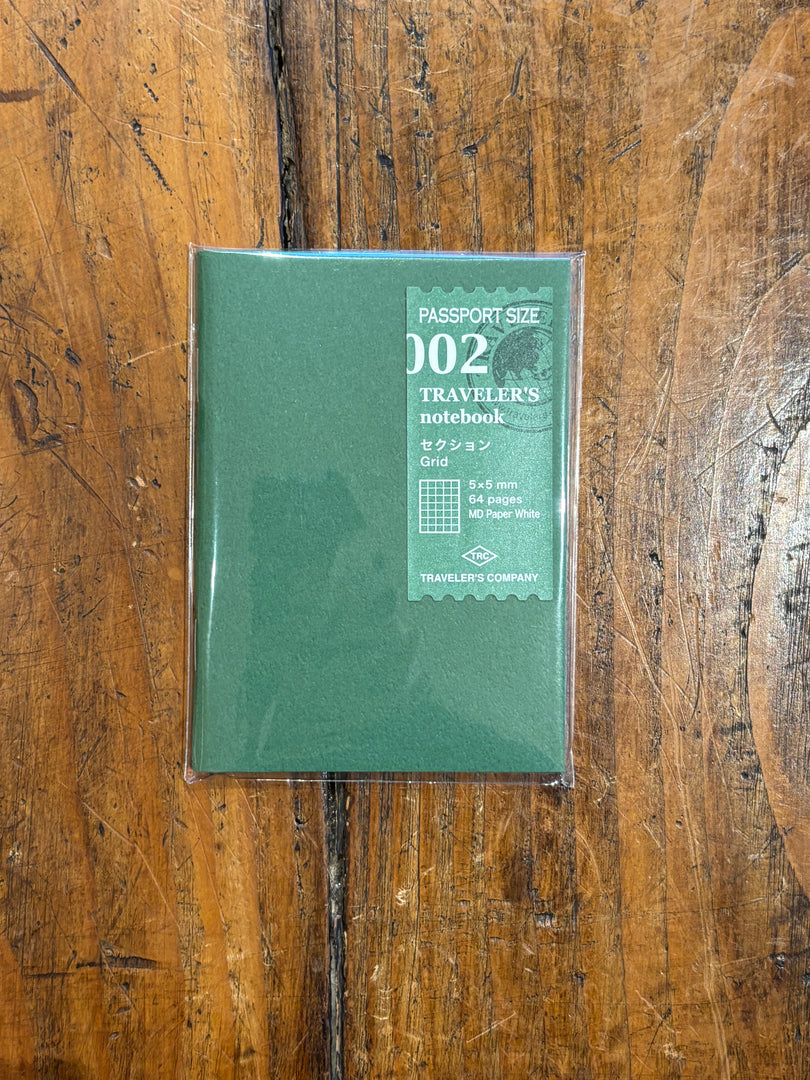 PASSPORT SIZE
002
TRAVELER'S
notebook
セクション
Grid
5×5 mm
64 pages
MD Paper White
TRC
TRAVELER'S COMPANY